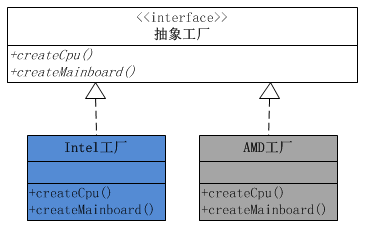 <<interface>>
抽象工厂
+createCpu()
+createMainboard()
Intel工厂
+createCpu()
+createMainboard()
AMD工厂
+createCpu()
+createMainboard()